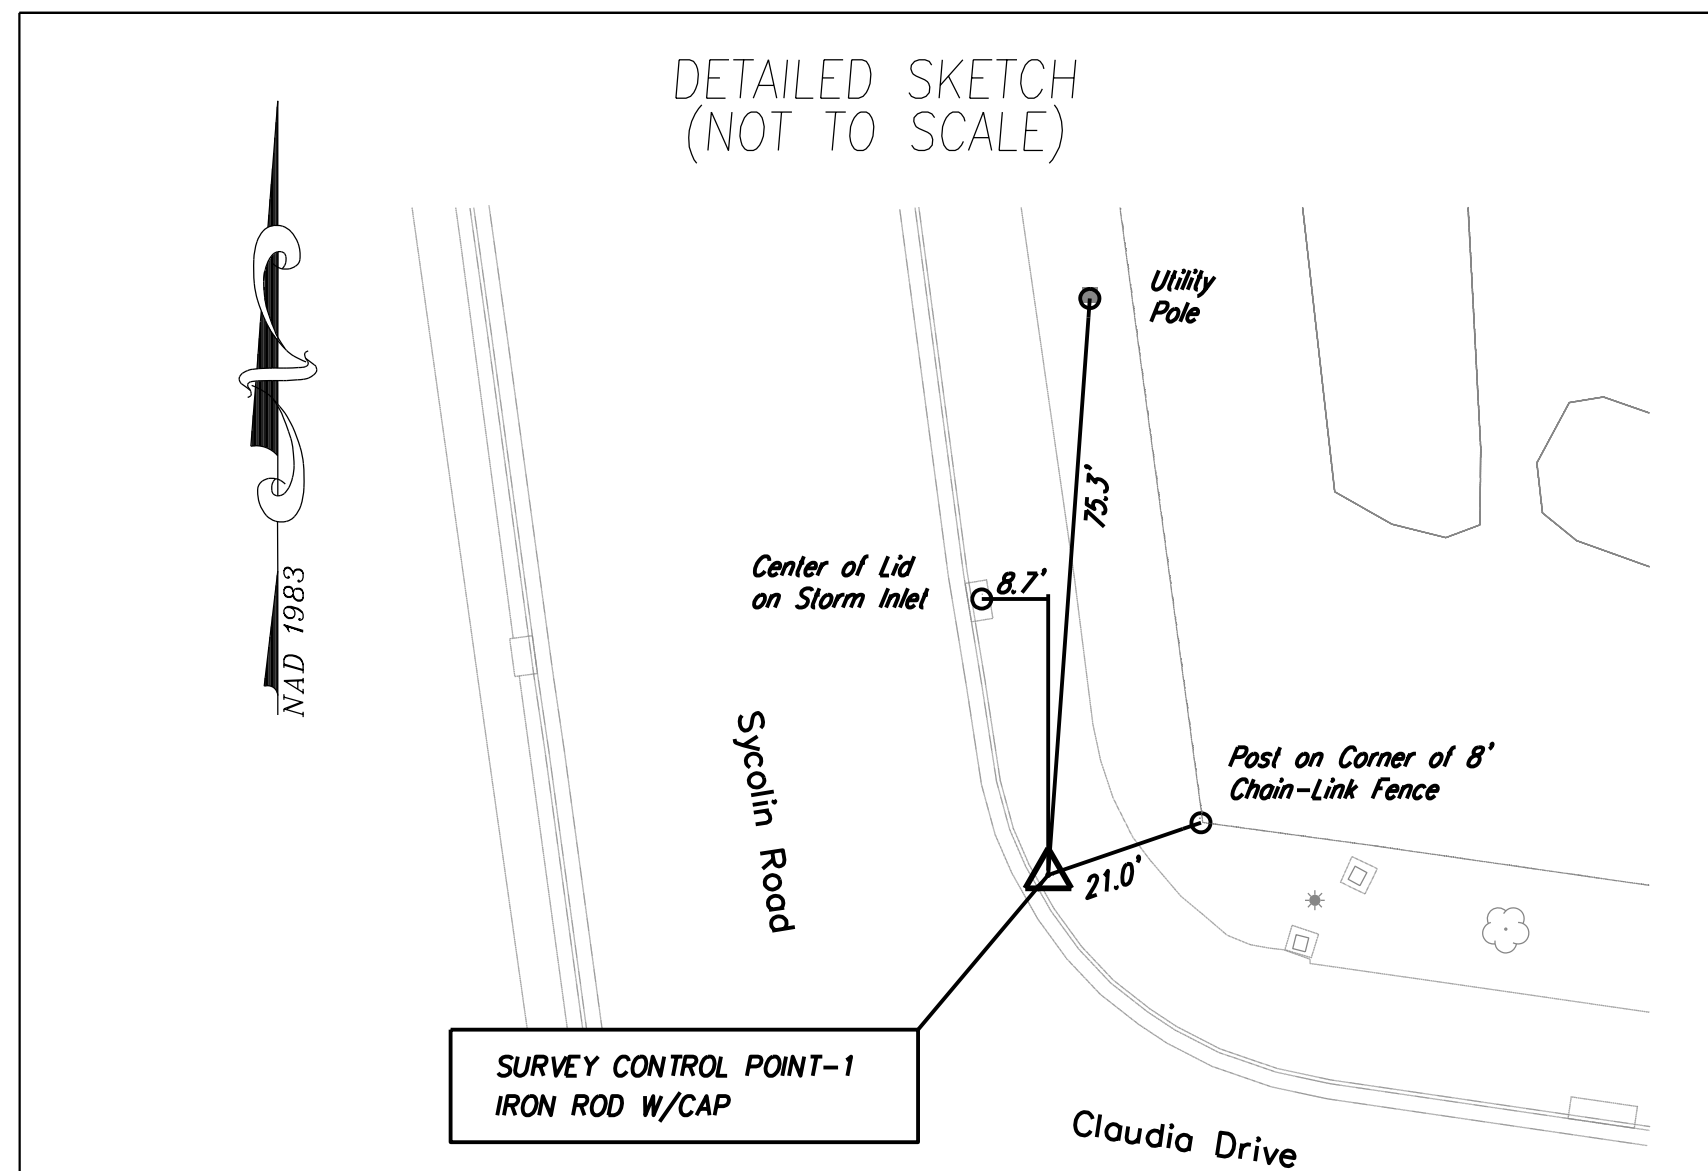 DETAILED SKETCH
(NOT TO SCALE)
Utility
Pole
75.3'
Center of Lid
on Storm Inlet
8.7'
NAD 1983
Sycolin Road
Post on Corner of 8'
Chain-Link Fence
21.0'
SURVEY CONTROL POINT-1
IRON ROD W/CAP
Claudia Drive